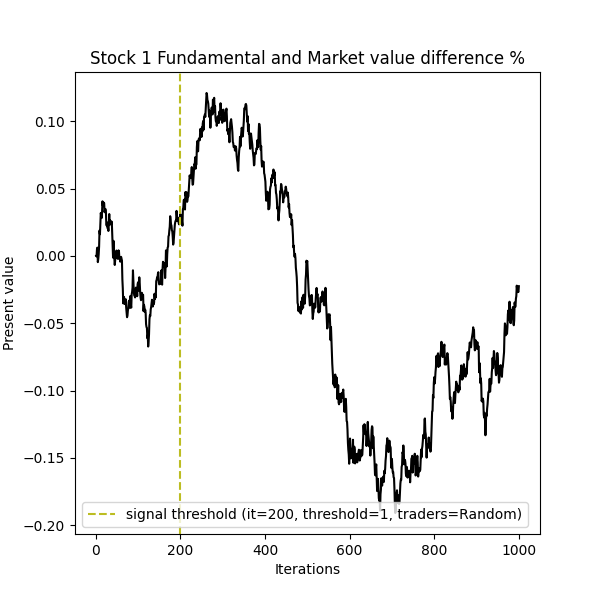 Stock 1 Fundamental and Market value difference %
Present value
0.10
0.05
0.00
−0.05
−0.10
−0.15
−0.20
signal threshold (it=200, threshold=1, traders=Random)
0 200 400 600 800 1000
Iterations